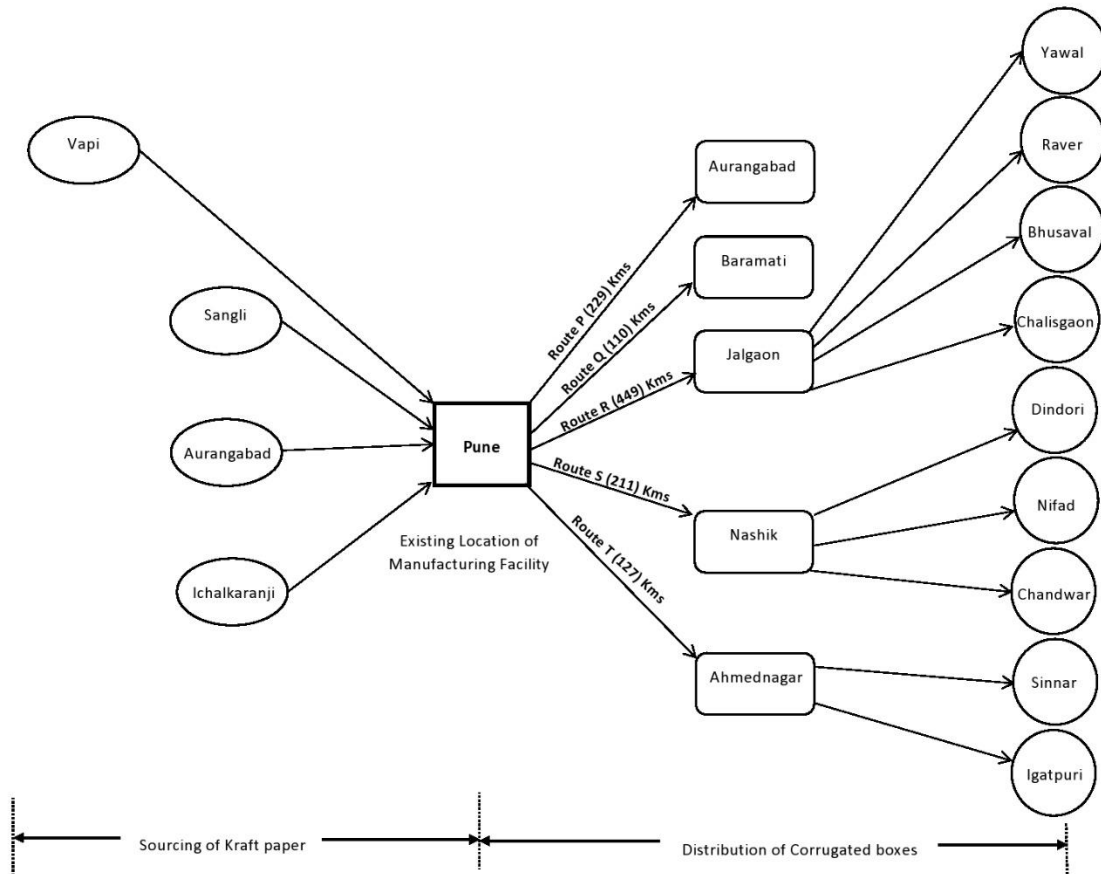 Vapi
Sangli
Aurangabad
Ichalkaranji
Pune
Existing Location of
Manufacturing Facility
Route P (229) Kms
Route Q (110) Kms
Route R (449) Kms
Route S (211) Kms
Route T (127) Kms
Aurangabad
Baramati
Jalgaon
Nashik
Ahmednagar
Yawal
Raver
Bhusaval
Chalisgaon
Dindori
Nifad
Chandwar
Sinnar
Igatpuri
Sourcing of Kraft paper
Distribution of Corrugated boxes